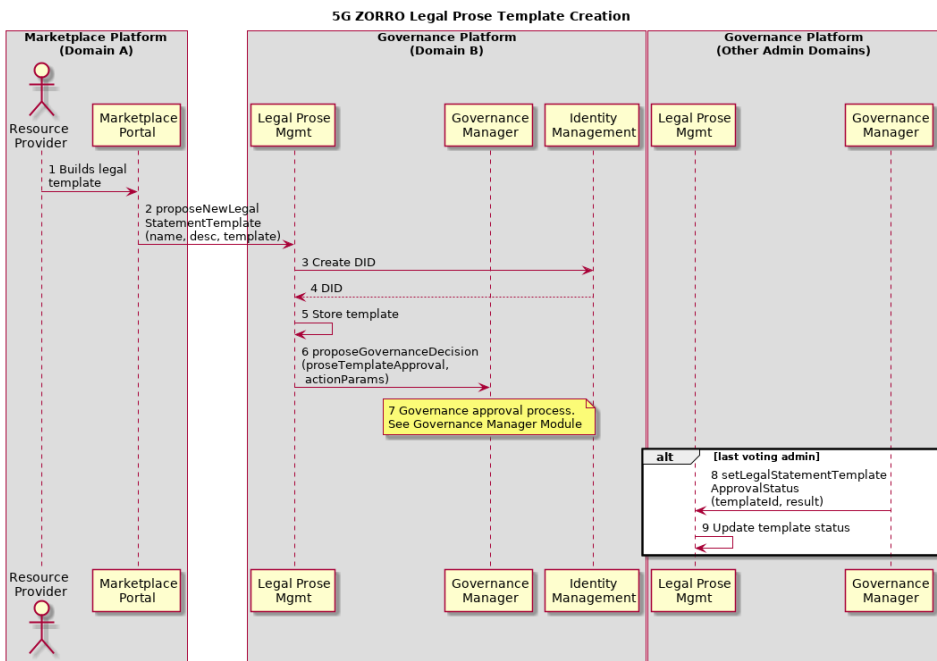 5G ZORRO Legal Prose Template Creation
Marketplace Platform
(Domain A)
Governance Platform
(Domain B)
Governance Platform
(Other Admin Domains)
Resource
Provider
Marketplace
Portal
Legal Prose
Mgmt
Governance
Manager
Identity
Management
Legal Prose
Mgmt
Governance
Manager
1 Builds legal
template
2 proposeNewLegal
StatementTemplate
(name, desc, template)
3 Create DID
4 DID
5 Store template
6 proposeGovernanceDecision
(proseTemplateApproval,
actionParams)
7 Governance approval process.
See Governance Manager Module
alt [last voting admin]
8 setLegalStatementTemplate
ApprovalStatus
(templateId, result)
9 Update template status
Resource
Provider
Marketplace
Portal
Legal Prose
Mgmt
Governance
Manager
Identity
Management
Legal Prose
Mgmt
Governance
Manager